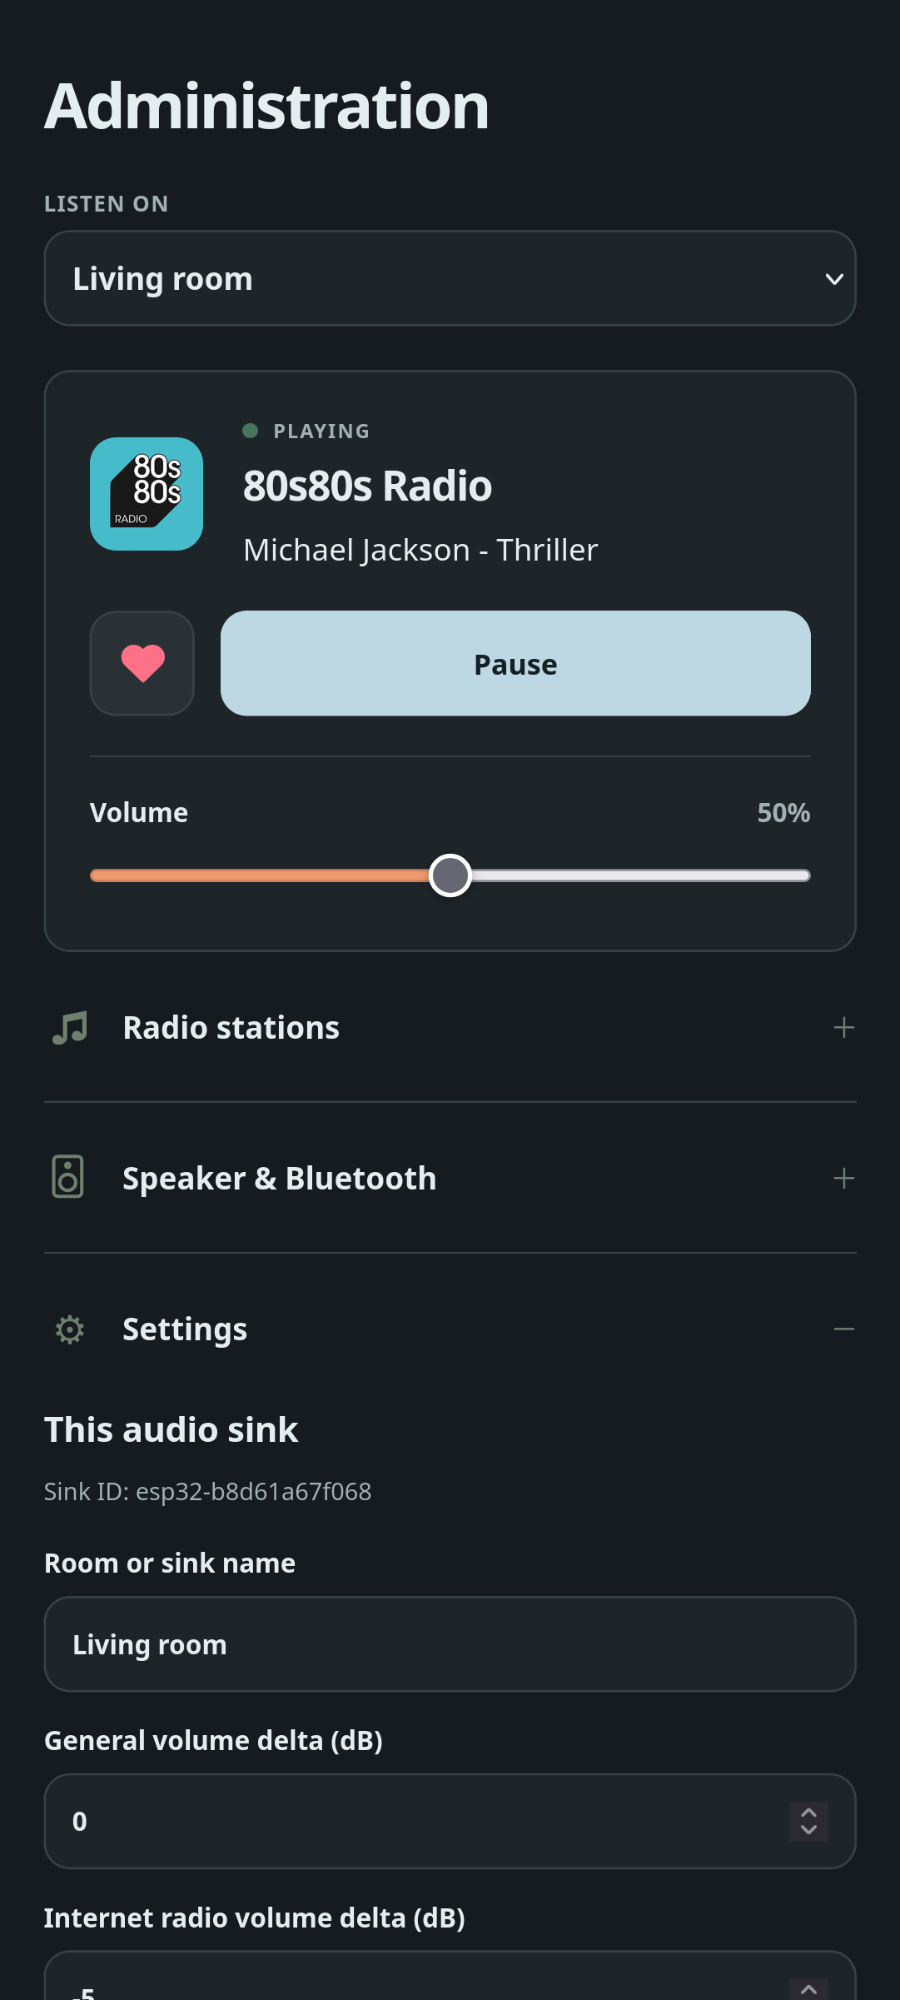 Administration
LISTEN ON
Living room
80s
80s
RADIO
PLAYING
80s80s Radio
Michael Jackson - Thriller
Pause
Volume
50%
Radio stations
Speaker & Bluetooth
Settings
This audio sink
Sink ID: esp32-b8d61a67f068
Room or sink name
Living room
General volume delta (dB)
0
Internet radio volume delta (dB)
-5